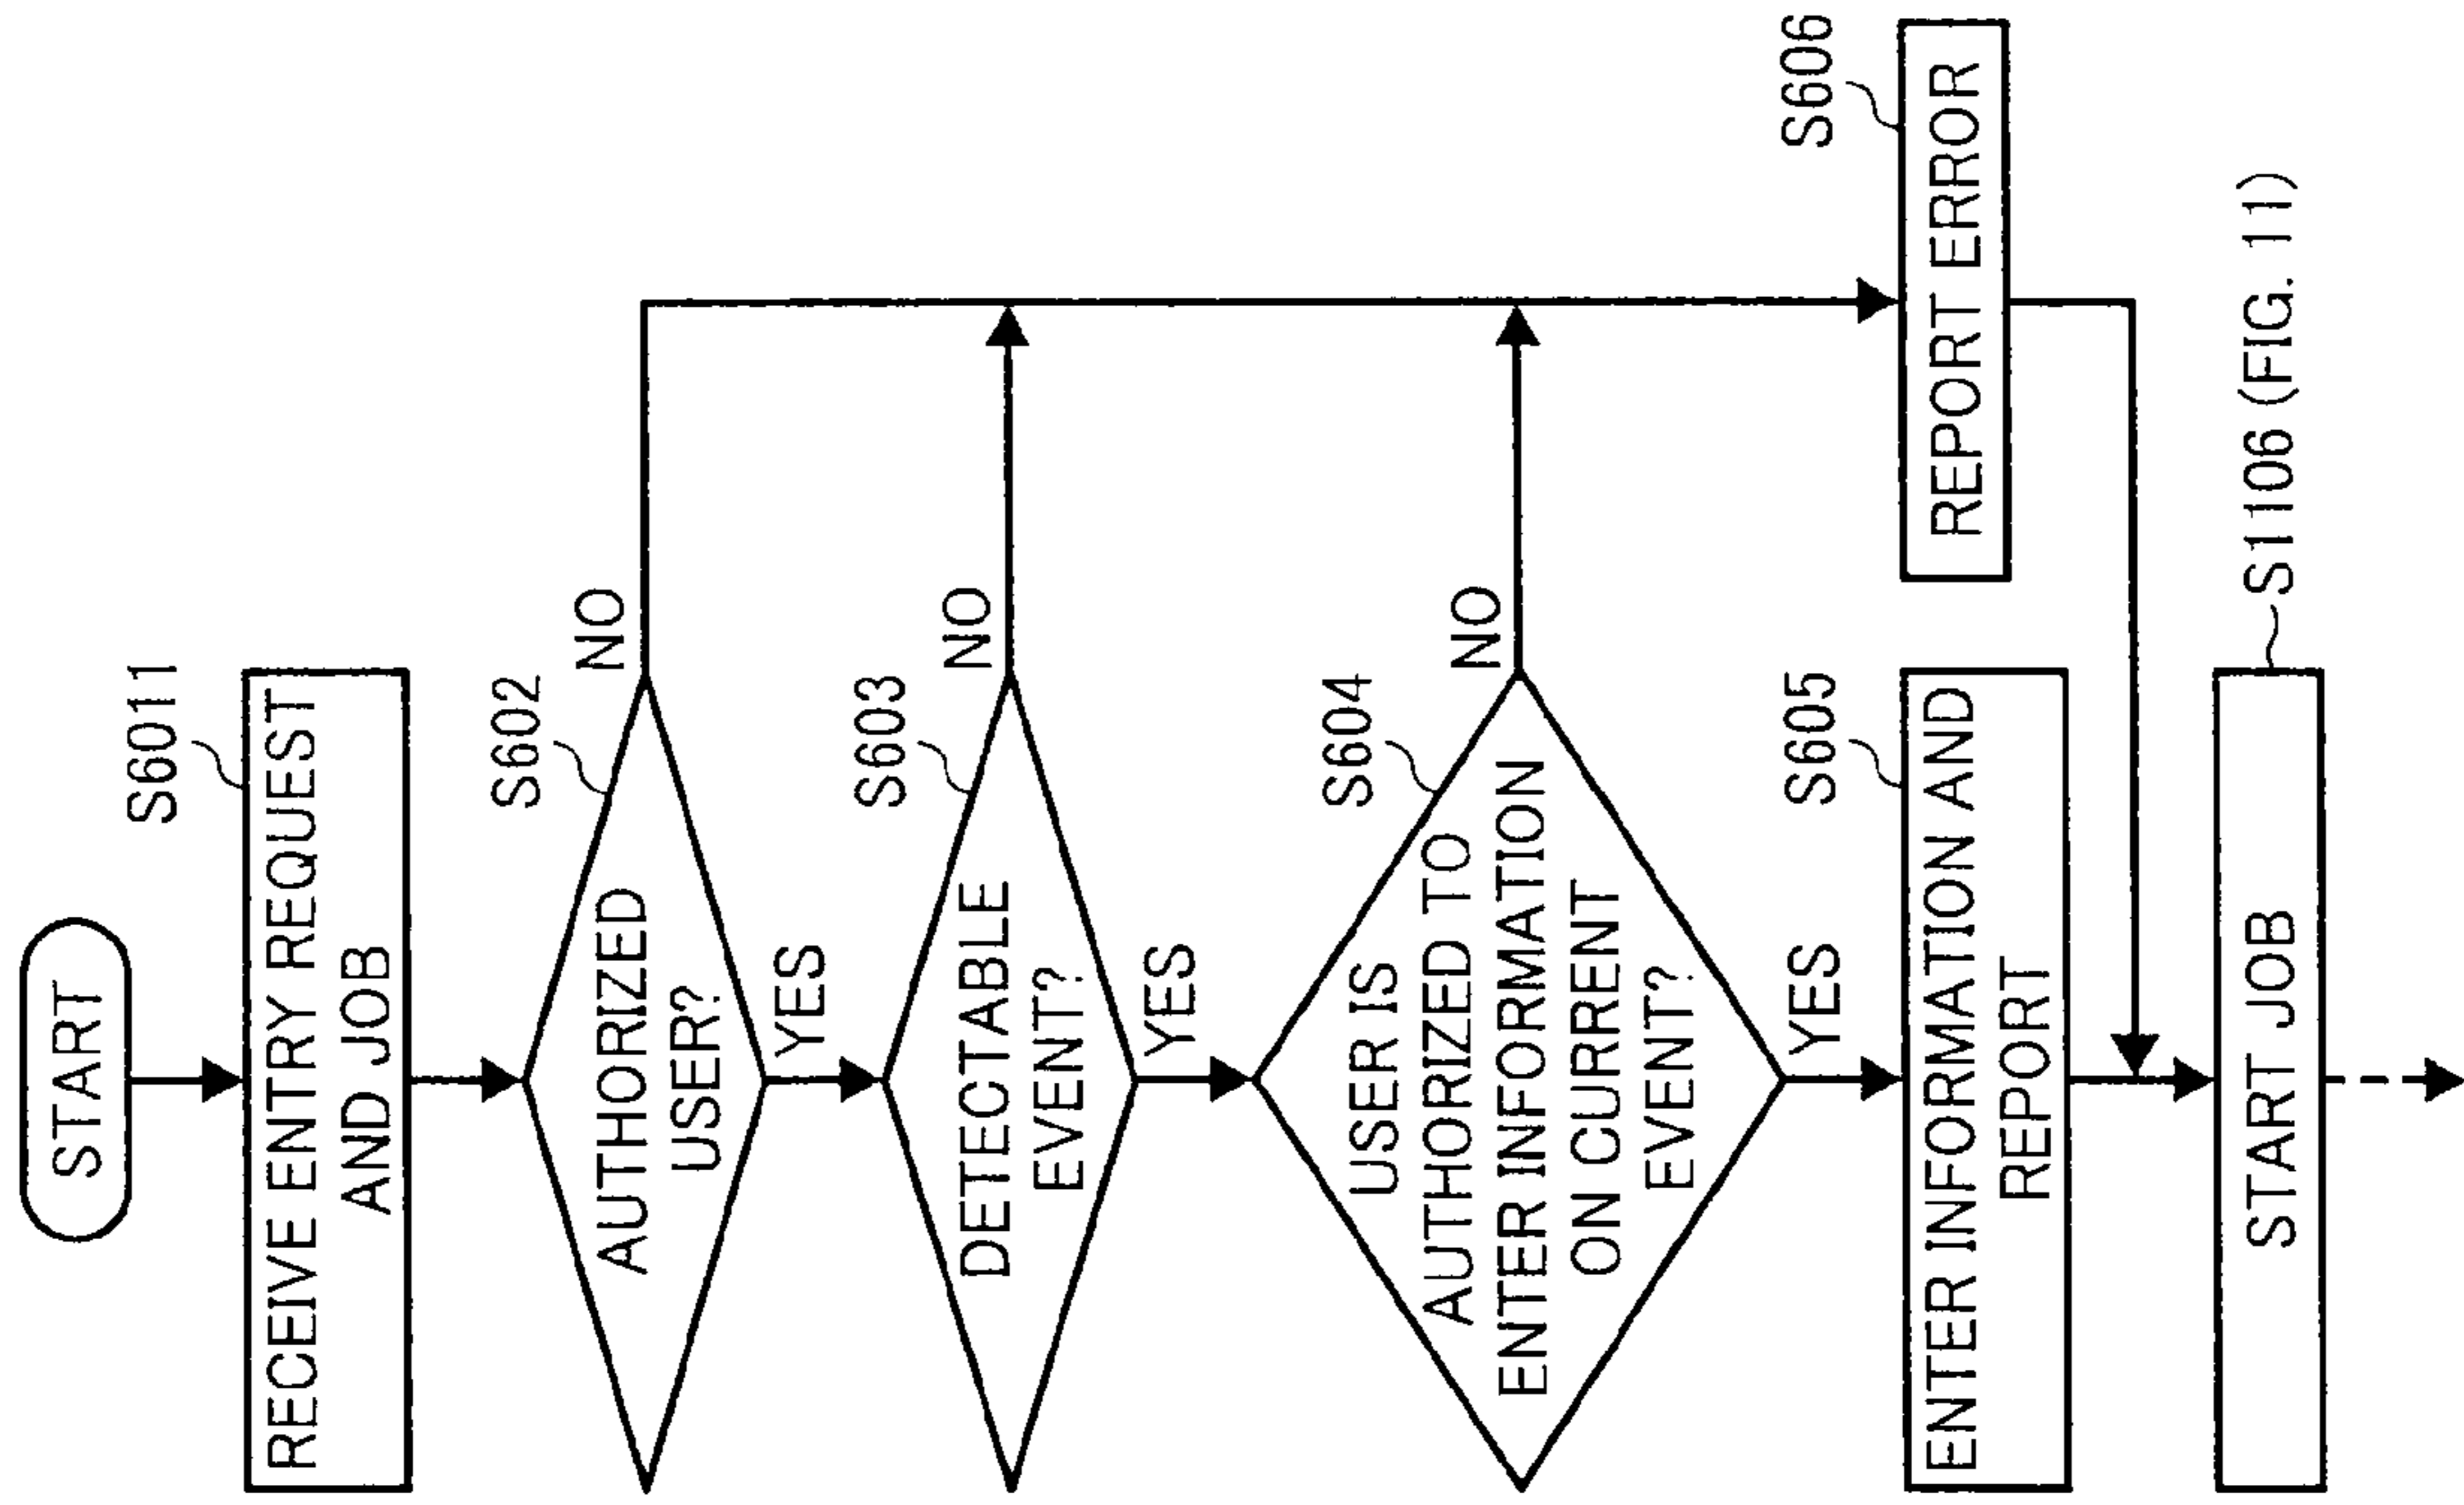 START
S6011
RECEIVE ENTRY REQUEST
AND JOB
S602
AUTHORIZED
USER?
NO
YES
S603
DETECTABLE
EVENT?
NO
YES
S604
USER IS
AUTHORIZED TO
ENTER INFORMATION
ON CURRENT
EVENT?
NO
YES
S605
ENTER INFORMATION AND
REPORT
S606
REPORT ERROR
START JOB
S1106 (FIG. 11)